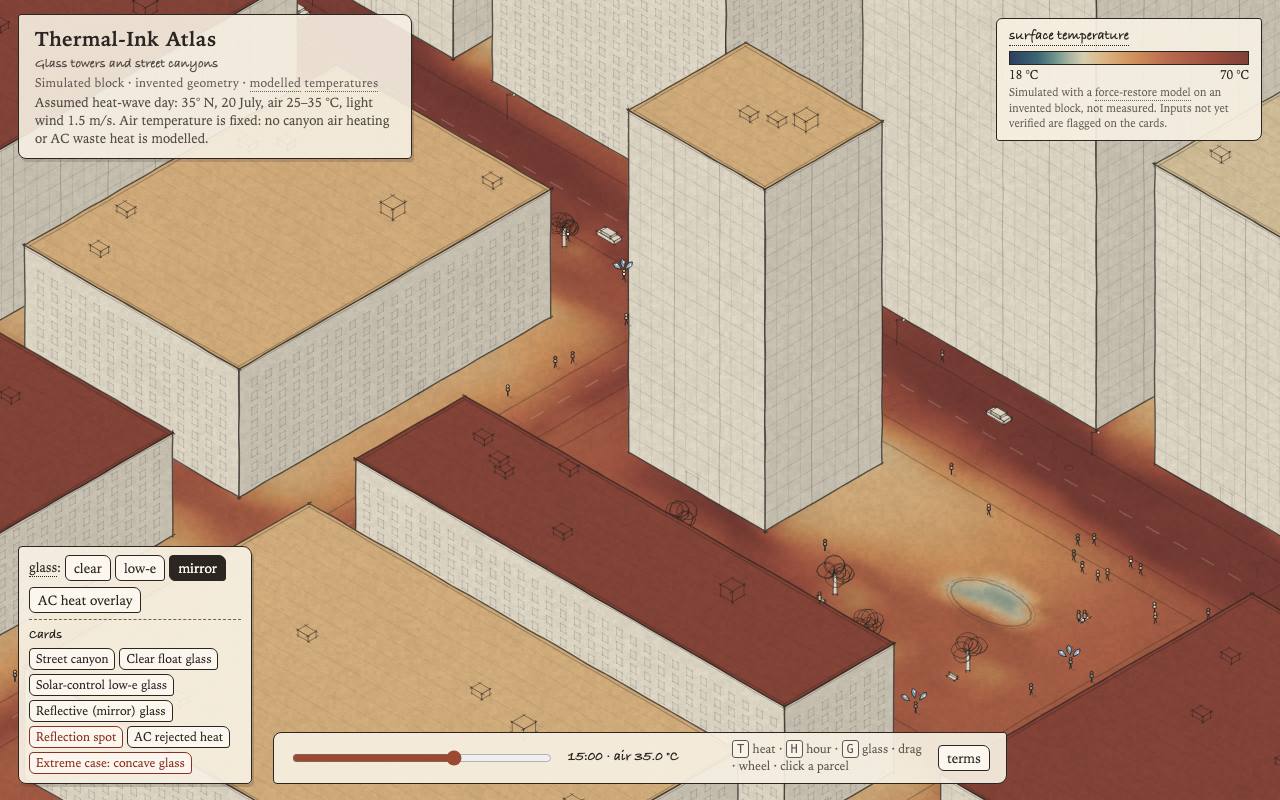 Thermal-Ink Atlas
Glass towers and street canyons
Simulated block · invented geometry · modelled temperatures
Assumed heat-wave day: 35° N, 20 July, air 25–35 °C, light
wind 1.5 m/s. Air temperature is fixed: no canyon air heating
or AC waste heat is modelled.
surface temperature
18 °C 70 °C
Simulated with a force-restore model on an
invented block, not measured. Inputs not yet
verified are flagged on the cards.
glass: clear low-e mirror
AC heat overlay
Cards
Street canyon Clear float glass
Solar-control low-e glass
Reflective (mirror) glass
Reflection spot AC rejected heat
Extreme case: concave glass
15:00 · air 35.0 °C
T heat · H hour · G glass · drag
· wheel · click a parcel
terms